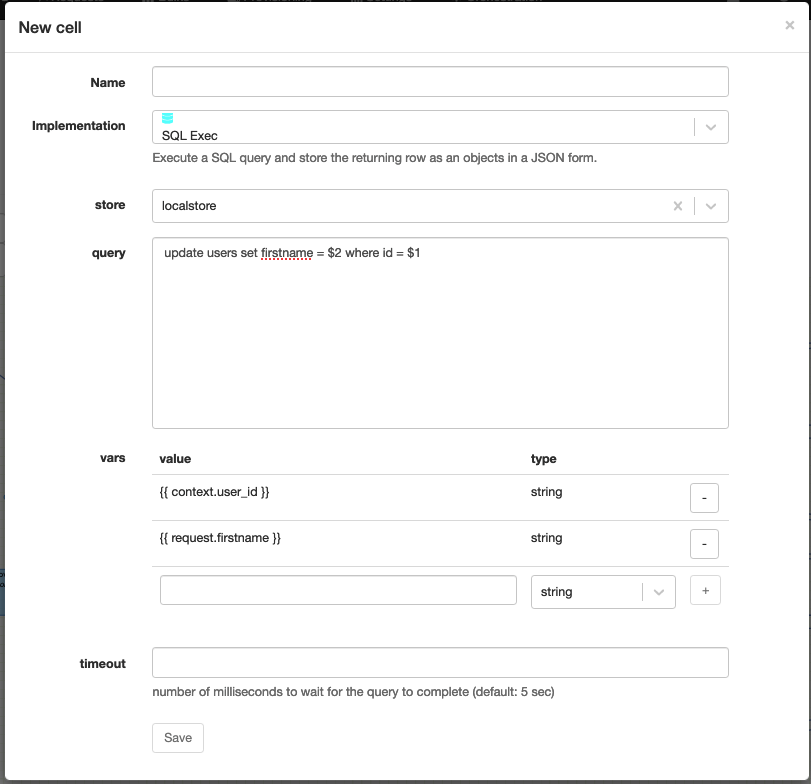 New cell
×
Name
Implementation
SQL Exec
Execute a SQL query and store the returning row as an objects in a JSON form.
store
localstore
query
update users set firstname = $2 where id = $1
vars
value type
{{ context.user_id }} string -
{{ request.firstname }} string -
string +
timeout
number of milliseconds to wait for the query to complete (default: 5 sec)
Save